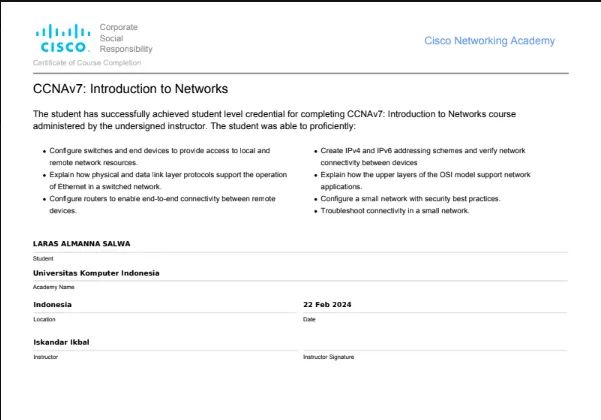 Corporate
Social
Responsibility
CISCO.
Cisco Networking Academy
Certificate of Course Completion
CCNAv7: Introduction to Networks
The student has successfully achieved student level credential for completing CCNAv7: Introduction to Networks course
administered by the undersigned instructor. The student was able to proficiently:
• Configure switches and end devices to provide access to local and
remote network resources.
• Explain how physical and data link layer protocols support the operation
of Ethernet in a switched network.
• Configure routers to enable end-to-end connectivity between remote
devices.
• Create IPv4 and IPv6 addressing schemes and verify network
connectivity between devices
• Explain how the upper layers of the OSI model support network
applications.
• Configure a small network with security best practices.
• Troubleshoot connectivity in a small network.
LARAS ALMANNA SALWA
Student
Universitas Komputer Indonesia
Academy Name
Indonesia
Location
22 Feb 2024
Date
Iskandar Ikbal
Instructor
Instructor Signature